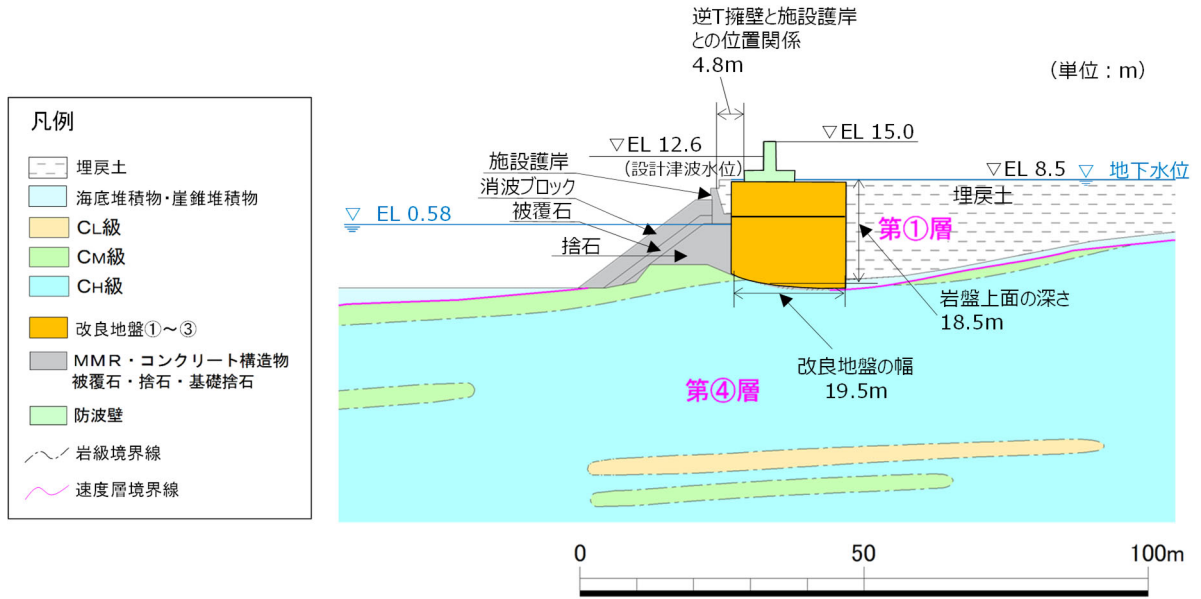 逆T擁壁と施設護岸
との位置関係
4.8m
（単位：m）
凡例
埋戻土
海底堆積物・崖錐堆積物
CL級
CM級
CH級
改良地盤①～③
MMR・コンクリート構造物
被覆石・捨石・基礎捨石
防波壁
岩級境界線
速度層境界線
▽EL 12.6
(設計津波水位)
▽EL 15.0
▽EL 8.5
▽ 地下水位
施設護岸
消波ブロック
被覆石
捨石
▽ EL 0.58
埋戻土
第①層
岩盤上面の深さ
18.5m
改良地盤の幅
19.5m
第④層
0
50
100m